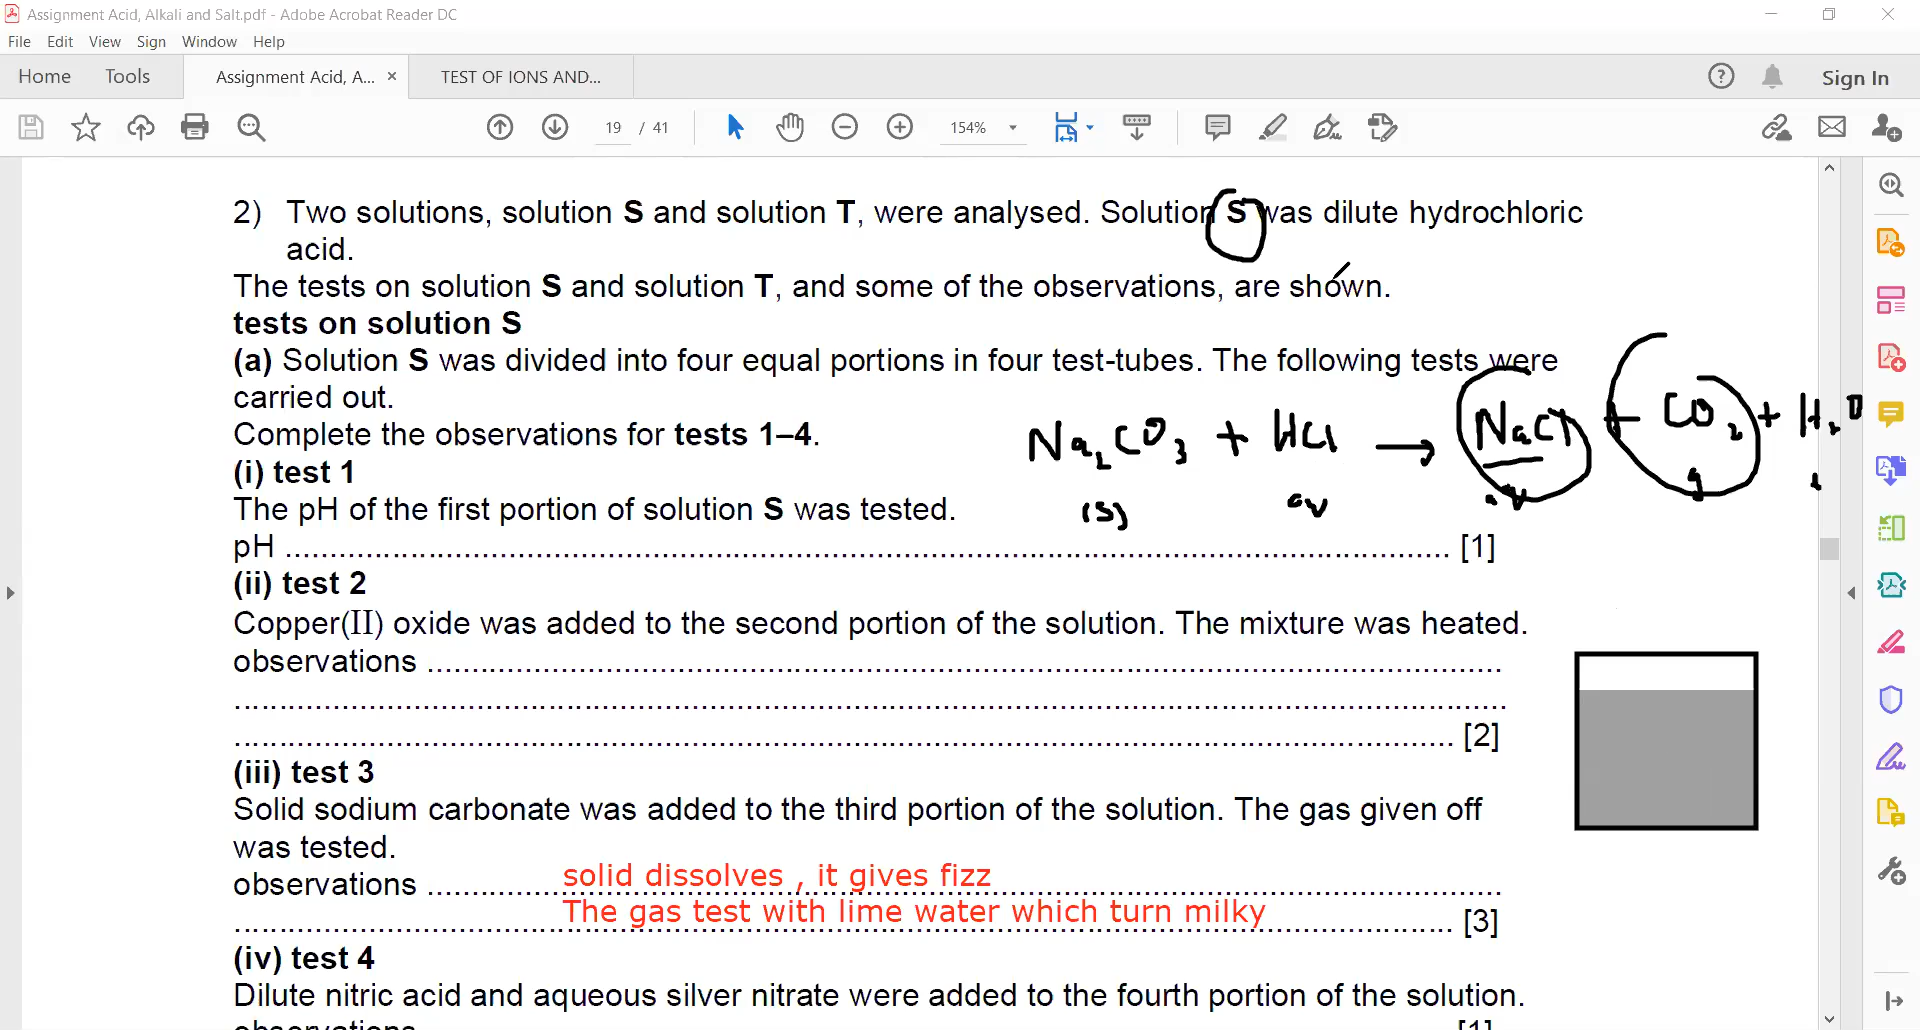 Assignment Acid, Alkali and Salt.pdf - Adobe Acrobat Reader DC
File Edit View Sign Window Help
Home Tools Assignment Acid, A... × TEST OF IONS AND... Sign In
19 / 41 154%
2) Two solutions, solution S and solution T, were analysed. Solution S was dilute hydrochloric
acid.
The tests on solution S and solution T, and some of the observations, are shown.
tests on solution S
(a) Solution S was divided into four equal portions in four test-tubes. The following tests were
carried out.
Complete the observations for tests 1–4.
Na₂CO₃ + HCl → NaCl + CO₂ + H₂O
(i) test 1
The pH of the first portion of solution S was tested.
(s) g
pH .......... [1]
(ii) test 2
Copper(II) oxide was added to the second portion of the solution. The mixture was heated.
observations ..........
..........
.......... [2]
(iii) test 3
Solid sodium carbonate was added to the third portion of the solution. The gas given off
was tested.
observations .......... solid dissolves , it gives fizz
The gas test with lime water which turn milky .......... [3]
(iv) test 4
Dilute nitric acid and aqueous silver nitrate were added to the fourth portion of the solution.
observations [1]